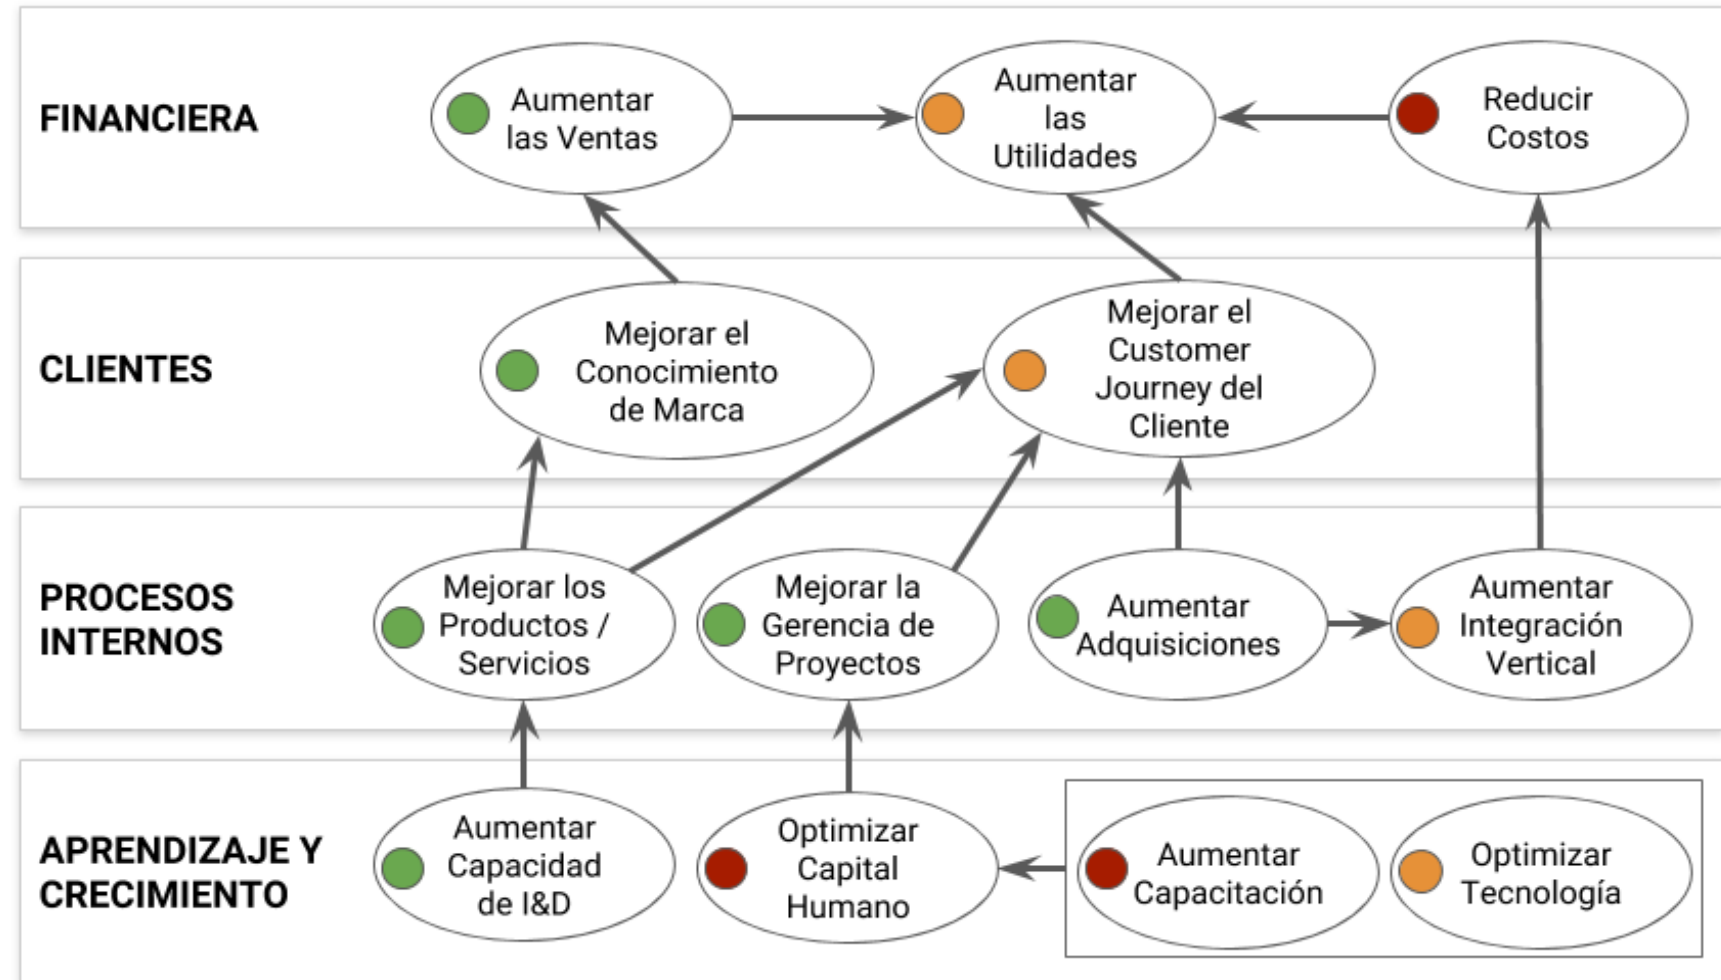 FINANCIERA
Aumentar
las Ventas
Aumentar
las
Utilidades
Reducir
Costos
CLIENTES
Mejorar el
Conocimiento
de Marca
Mejorar el
Customer
Journey del
Cliente
PROCESOS
INTERNOS
Mejorar los
Productos /
Servicios
Mejorar la
Gerencia de
Proyectos
Aumentar
Adquisiciones
Aumentar
Integración
Vertical
APRENDIZAJE Y
CRECIMIENTO
Aumentar
Capacidad
de I&D
Optimizar
Capital
Humano
Aumentar
Capacitación
Optimizar
Tecnología